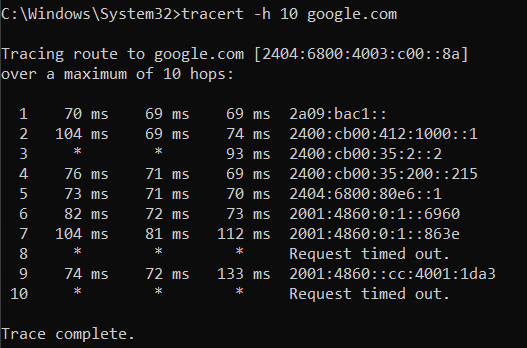 C:\Windows\System32>tracert -h 10 google.com
Tracing route to google.com [2404:6800:4003:c00::8a]
over a maximum of 10 hops:
  1    70 ms    69 ms    69 ms  2a09:bac1::
  2   104 ms    69 ms    74 ms  2400:cb00:412:1000::1
  3     *        *       93 ms  2400:cb00:35:2::2
  4    76 ms    71 ms    69 ms  2400:cb00:35:200::215
  5    73 ms    71 ms    70 ms  2404:6800:80e6::1
  6    82 ms    72 ms    73 ms  2001:4860:0:1::6960
  7   104 ms    81 ms   112 ms  2001:4860:0:1::863e
  8     *        *        *     Request timed out.
  9    74 ms    72 ms   133 ms  2001:4860::cc:4001:1da3
 10     *        *        *     Request timed out.
Trace complete.